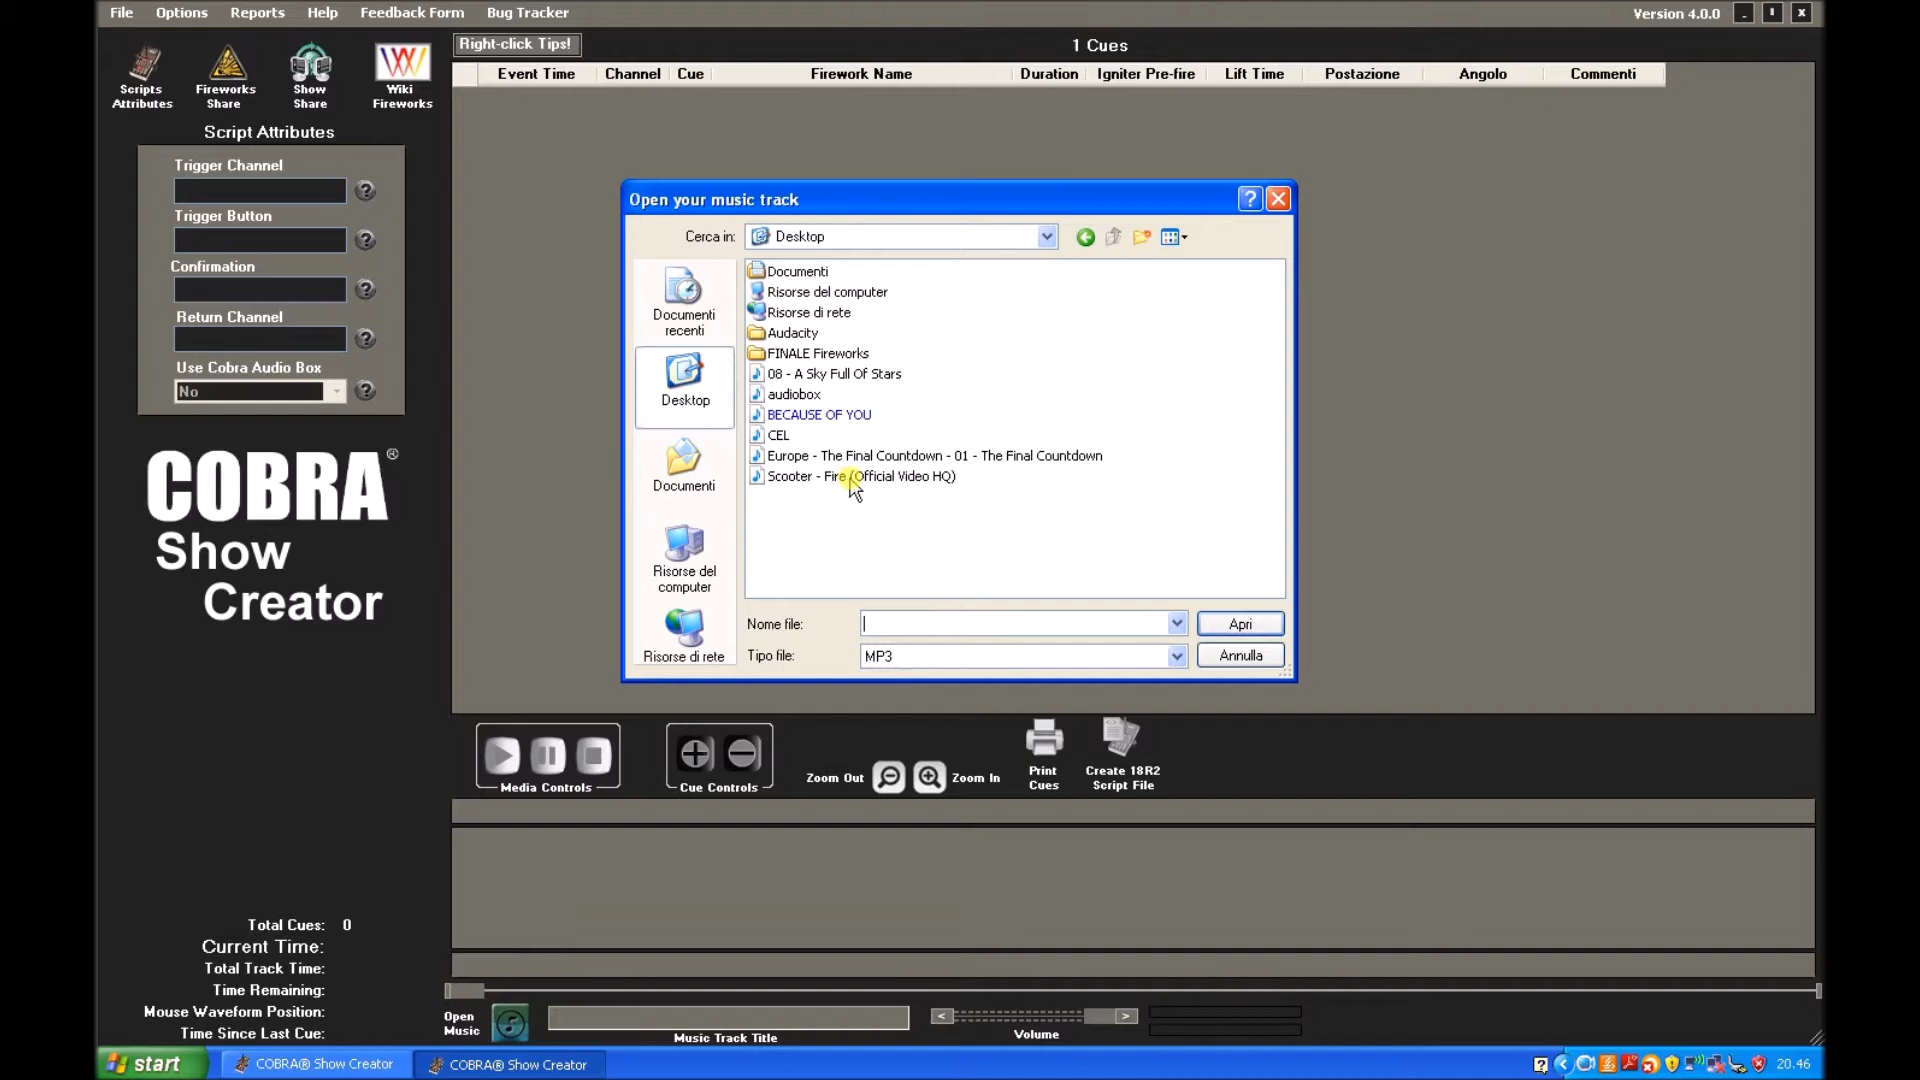 File Options Reports Help Feedback Form Bug Tracker Version 4.0.0
Right-click Tips! 1 Cues
Event Time Channel Cue Firework Name Duration Igniter Pre-fire Lift Time Postazione Angolo Commenti
Scripts Attributes
Fireworks Share
Show Share
Wiki Fireworks
Script Attributes
Trigger Channel
Trigger Button
Confirmation
Return Channel
Use Cobra Audio Box
No
COBRA®
Show
Creator
Open your music track
Cerca in: Desktop
Documenti recenti
Desktop
Documenti
Risorse del computer
Risorse di rete
Documenti
Risorse del computer
Risorse di rete
Audacity
FINALE Fireworks
08 - A Sky Full Of Stars
audiobox
BECAUSE OF YOU
CEL
Europe - The Final Countdown - 01 - The Final Countdown
Scooter - Fire (Official Video HQ)
Nome file: Apri
Tipo file: MP3 Annulla
Media Controls
Cue Controls
Zoom Out Zoom In
Print Cues
Create 18R2 Script File
Total Cues: 0
Current Time:
Total Track Time:
Time Remaining:
Mouse Waveform Position:
Time Since Last Cue:
Open Music
Music Track Title
< >
Volume
start COBRA® Show Creator COBRA® Show Creator 20.46